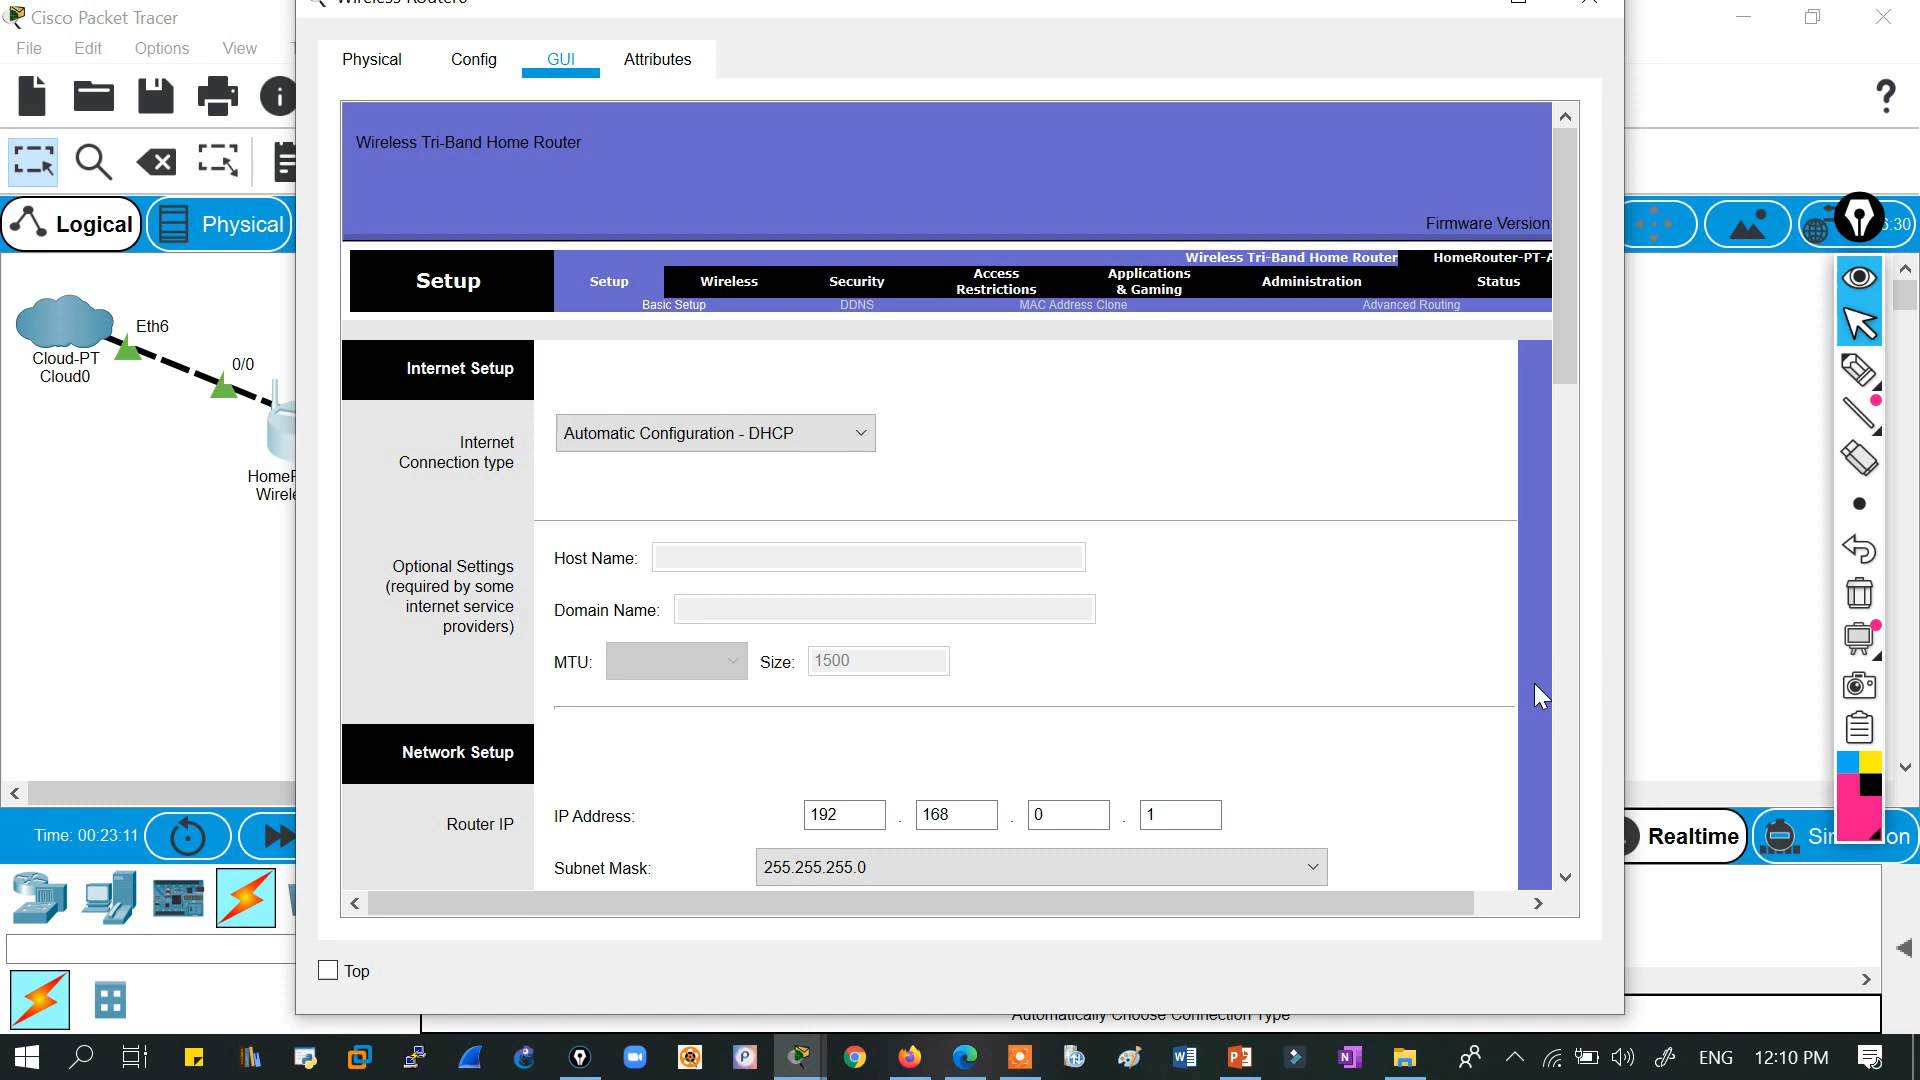 Cisco Packet Tracer
File Edit Options View
Physical Config GUI Attributes
Wireless Tri-Band Home Router
Firmware Version
Logical Physical
:30
Setup
Wireless Tri-Band Home Router HomeRouter-PT-A
Setup Wireless Security Access Restrictions Applications & Gaming Administration Status
Basic Setup DDNS MAC Address Clone Advanced Routing
Eth6
Cloud-PT
Cloud0
0/0
Internet Setup
Internet
Connection type
Automatic Configuration - DHCP
Optional Settings
(required by some
internet service
providers)
Host Name:
Domain Name:
MTU: Size: 1500
Network Setup
Router IP
IP Address: 192 . 168 . 0 . 1
Subnet Mask: 255.255.255.0
Time: 00:23:11
Realtime
Top
Automatically Choose Connection Type
ENG 12:10 PM